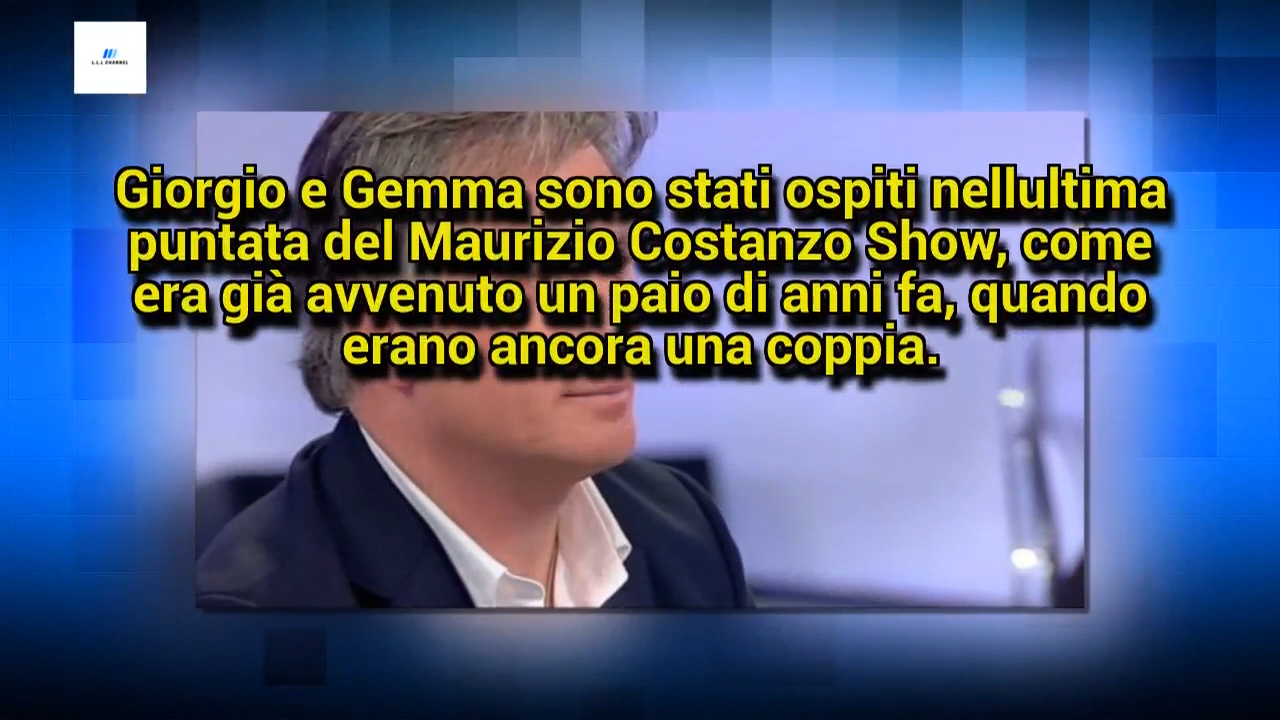 J.L.J. CHANNEL
Giorgio e Gemma sono stati ospiti nellultima
puntata del Maurizio Costanzo Show, come
era già avvenuto un paio di anni fa, quando
erano ancora una coppia.